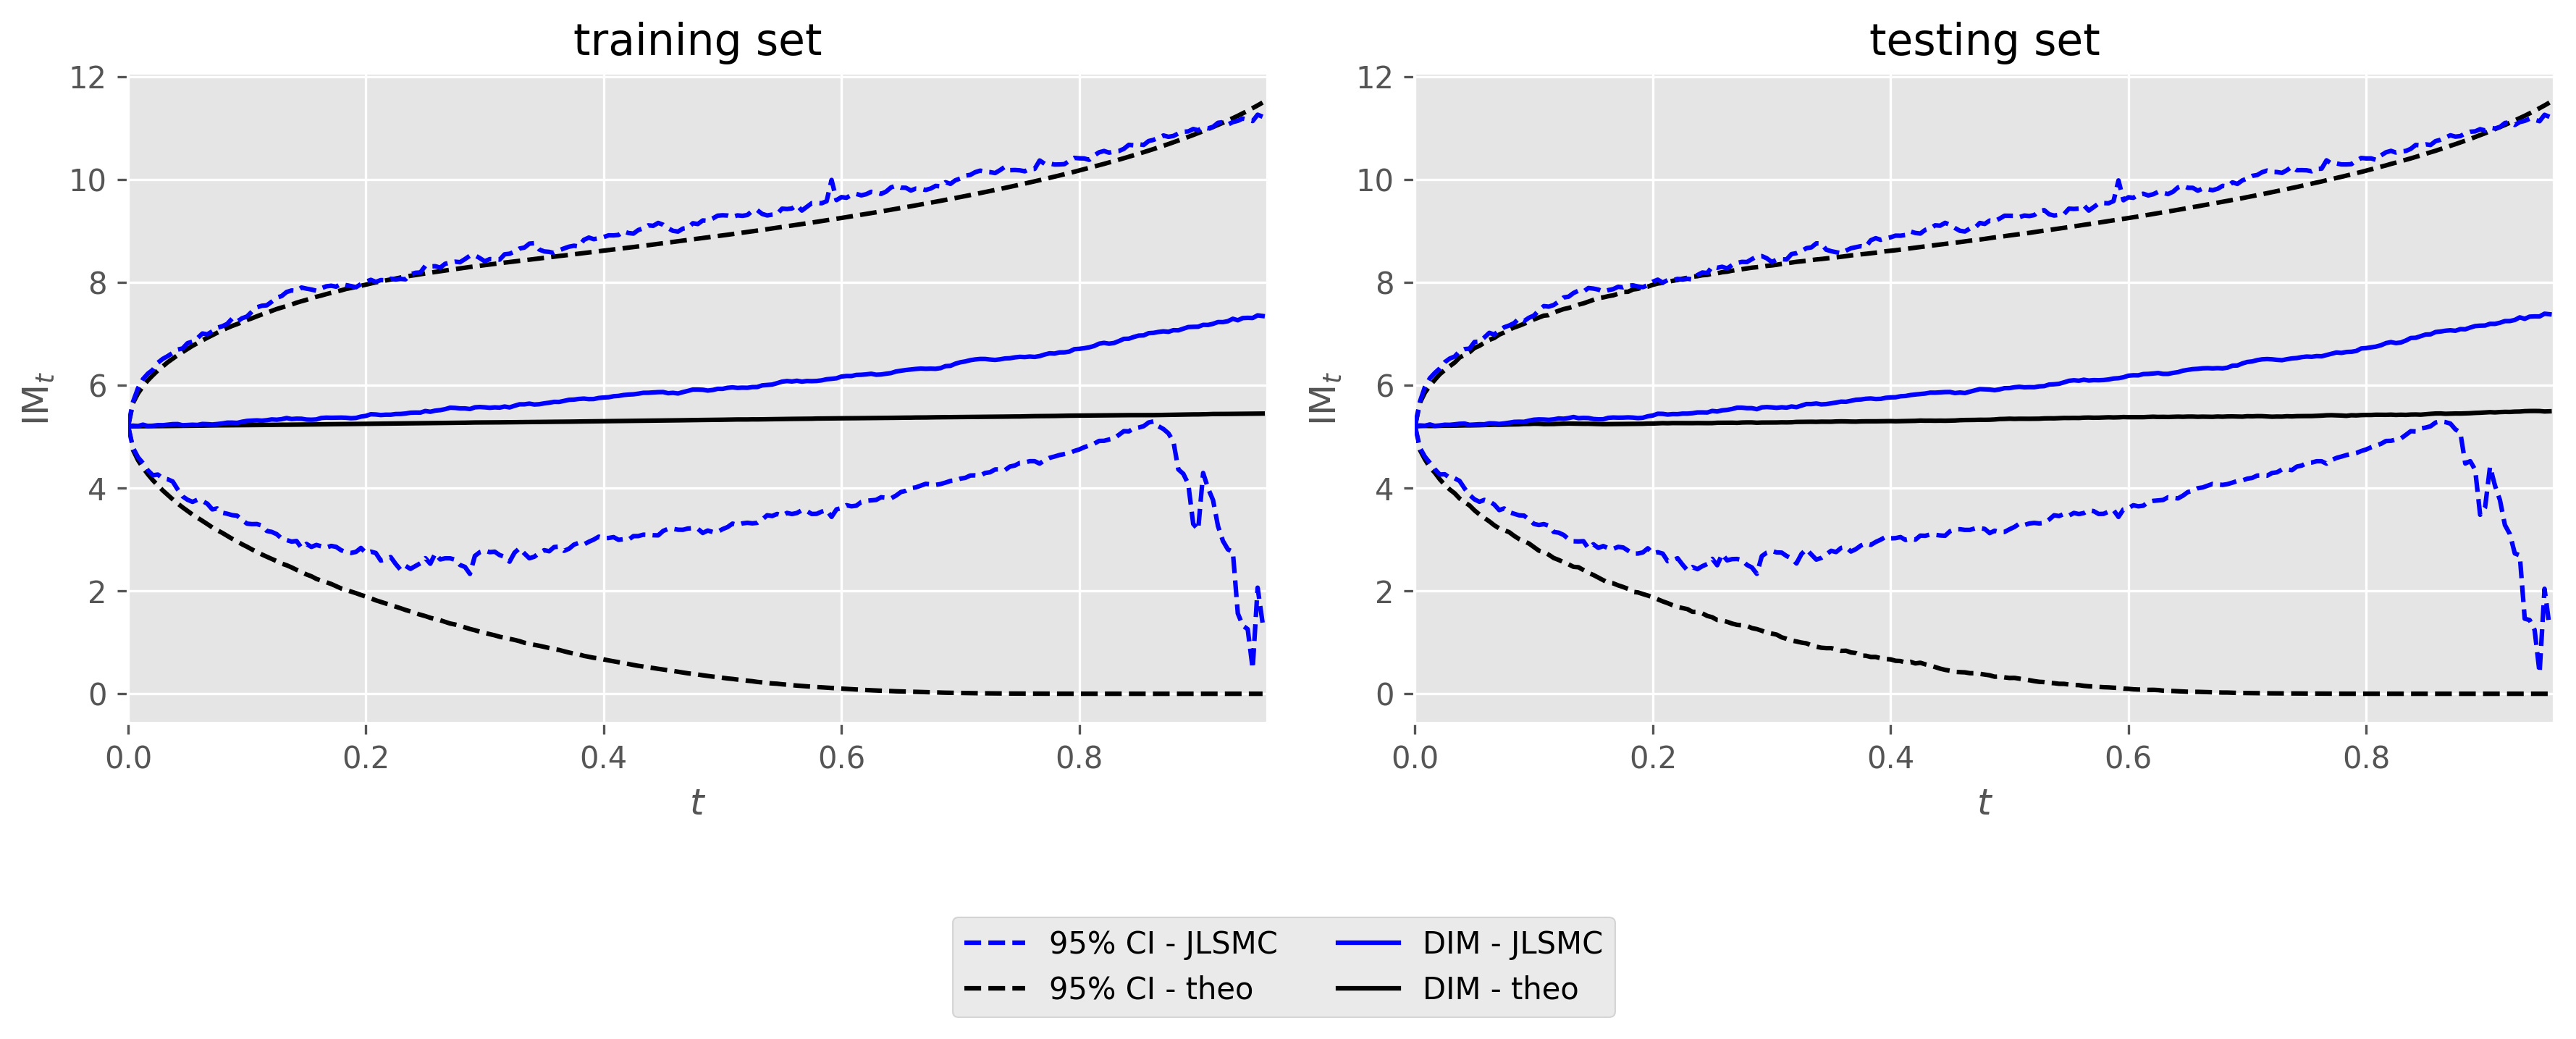 training set
testing set
12
10
8
6
4
2
0
IM_t
0.0 0.2 0.4 0.6 0.8
t
12
10
8
6
4
2
0
IM_t
0.0 0.2 0.4 0.6 0.8
t
95% CI - JLSMC
DIM - JLSMC
95% CI - theo
DIM - theo